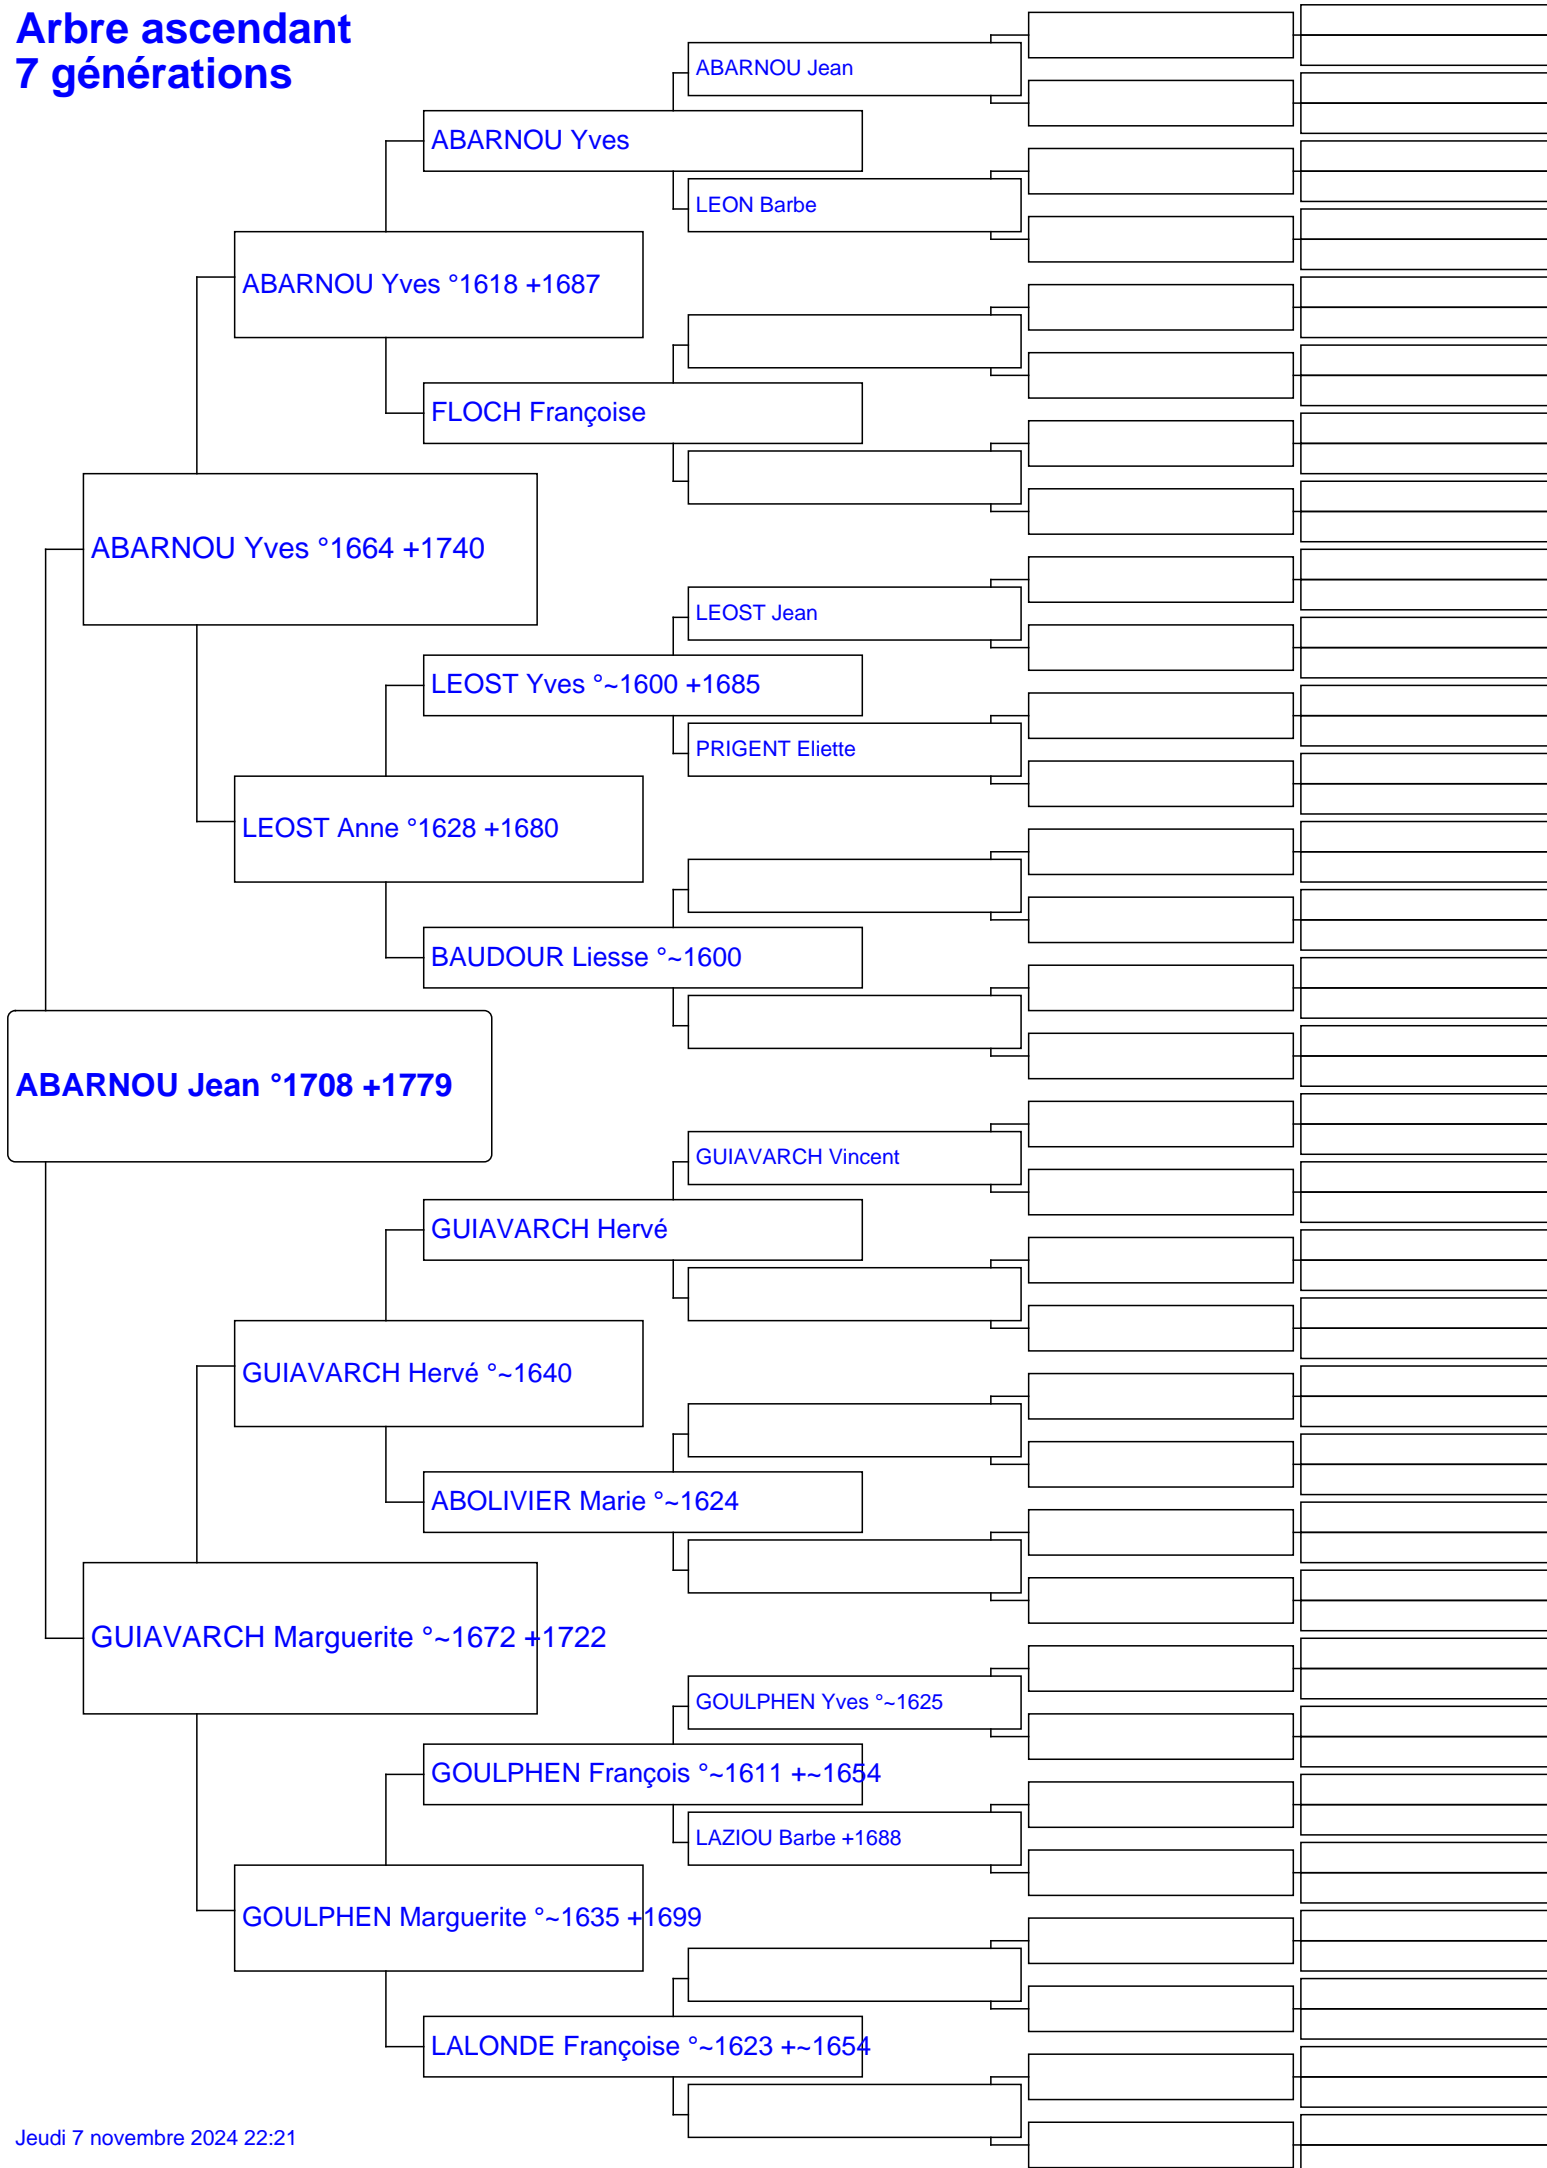 Arbre ascendant
7 générations
ABARNOU Jean
ABARNOU Yves
LEON Barbe
ABARNOU Yves °1618 +1687
FLOCH Françoise
ABARNOU Yves °1664 +1740
LEOST Jean
LEOST Yves °~1600 +1685
PRIGENT Eliette
LEOST Anne °1628 +1680
BAUDOUR Liesse °~1600
ABARNOU Jean °1708 +1779
GUIAVARCH Vincent
GUIAVARCH Hervé
GUIAVARCH Hervé °~1640
ABOLIVIER Marie °~1624
GUIAVARCH Marguerite °~1672 +1722
GOULPHEN Yves °~1625
GOULPHEN François °~1611 +~1654
LAZIOU Barbe +1688
GOULPHEN Marguerite °~1635 +1699
LALONDE Françoise °~1623 +~1654
Jeudi 7 novembre 2024 22:21